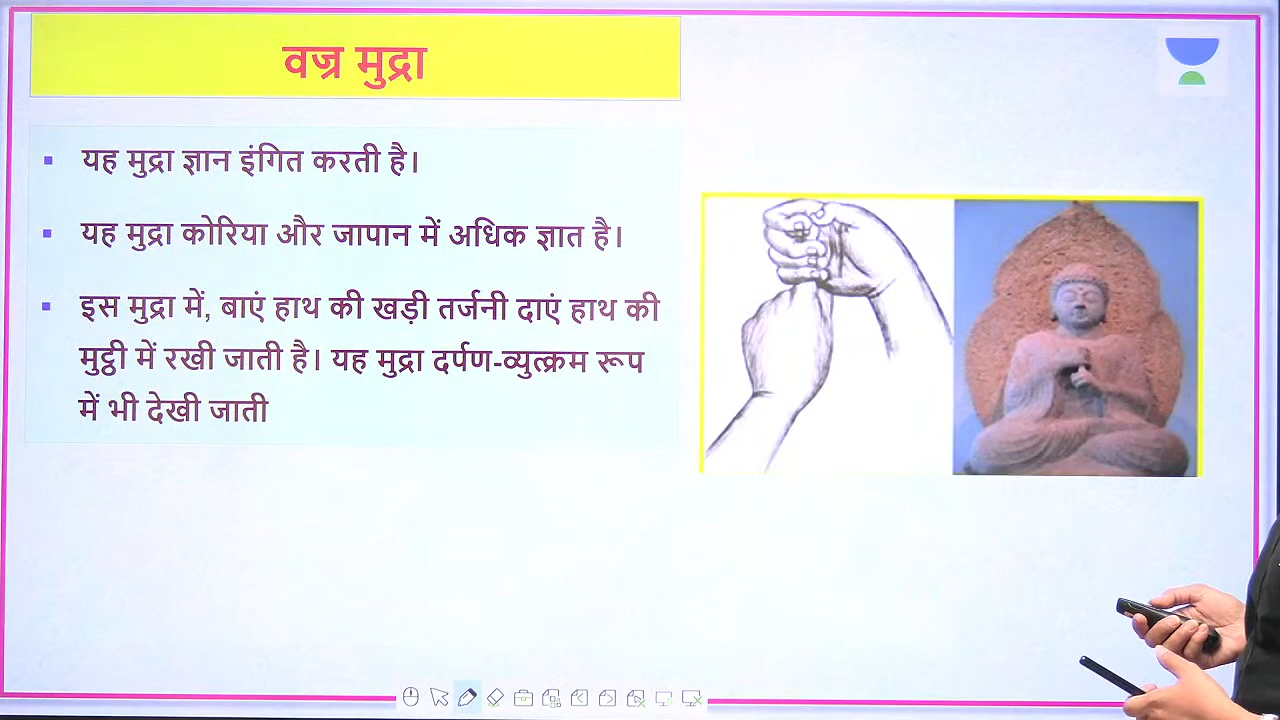 वज्र मुद्रा
यह मुद्रा ज्ञान इंगित करती है।
यह मुद्रा कोरिया और जापान में अधिक ज्ञात है।
इस मुद्रा में, बाएं हाथ की खड़ी तर्जनी दाएं हाथ की
मुट्ठी में रखी जाती है। यह मुद्रा दर्पण-व्युत्क्रम रूप
में भी देखी जाती